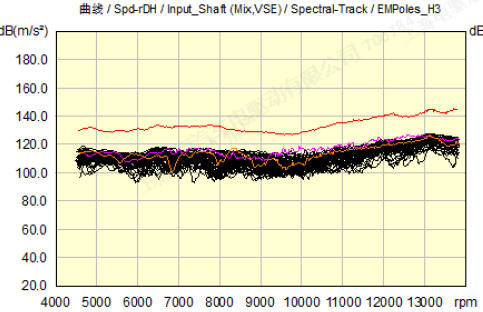 曲线 / Spd-rDH / Input_Shaft (Mix,VSE) / Spectral-Track / EMPoles_H3
dB(m/s²)
dB
180.0
160.0
140.0
120.0
100.0
80.0
60.0
40.0
20.0
4000 5000 6000 7000 8000 9000 10000 11000 12000 13000 rpm